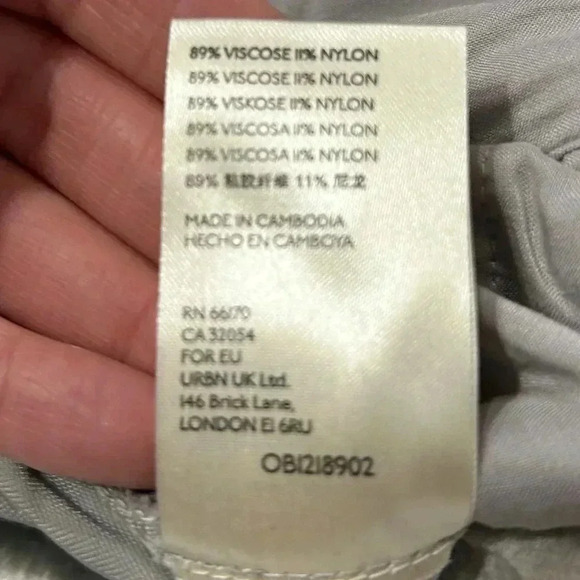 89% VISCOSE 11% NYLON
89% VISCOSE 11% NYLON
89% VISKOSE 11% NYLON
89% VISCOSA 11% NYLON
89% VISCOSA 11% NYLON
89% 粘胶纤维 11% 尼龙
MADE IN CAMBODIA
HECHO EN CAMBOYA
RN 66170
CA 32054
FOR EU
URBN UK Ltd.
146 Brick Lane,
LONDON E1 6RU
OB1218902